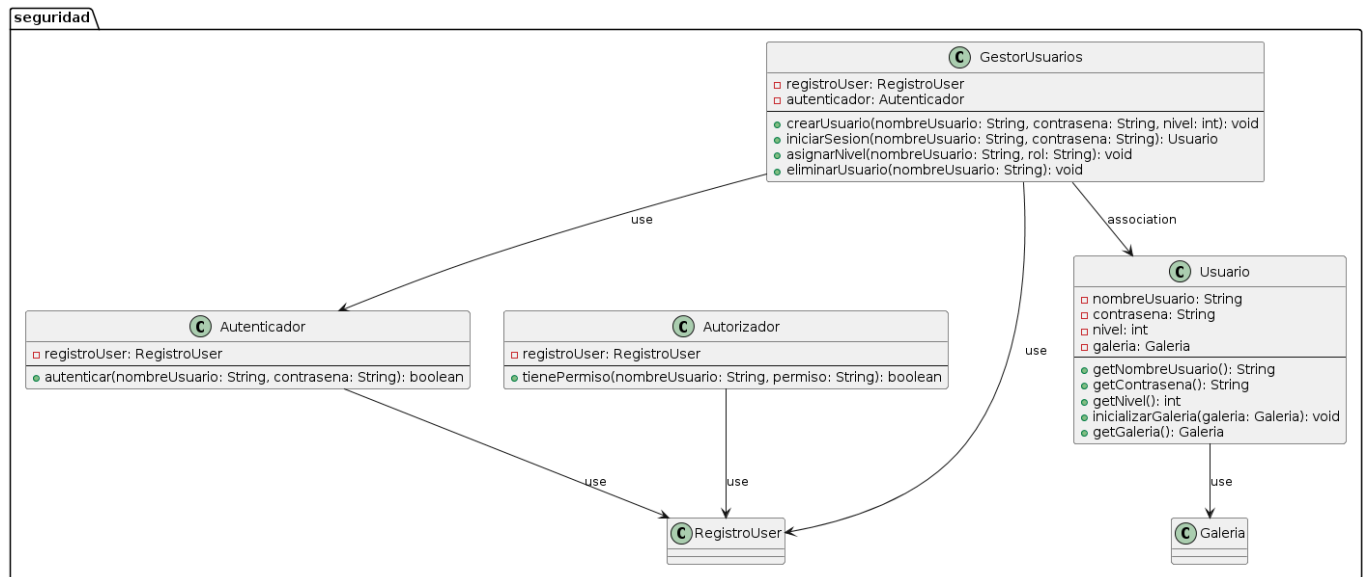 seguridad
C GestorUsuarios
registroUser: RegistroUser
autenticador: Autenticador
crearUsuario(nombreUsuario: String, contrasena: String, nivel: int): void
iniciarSesion(nombreUsuario: String, contrasena: String): Usuario
asignarNivel(nombreUsuario: String, rol: String): void
eliminarUsuario(nombreUsuario: String): void
use
association
C Usuario
nombreUsuario: String
contrasena: String
nivel: int
galeria: Galeria
getNombreUsuario(): String
getContrasena(): String
getNivel(): int
inicializarGaleria(galeria: Galeria): void
getGaleria(): Galeria
C Autenticador
registroUser: RegistroUser
autenticar(nombreUsuario: String, contrasena: String): boolean
C Autorizador
registroUser: RegistroUser
tienePermiso(nombreUsuario: String, permiso: String): boolean
use
use
use
use
C RegistroUser
C Galeria